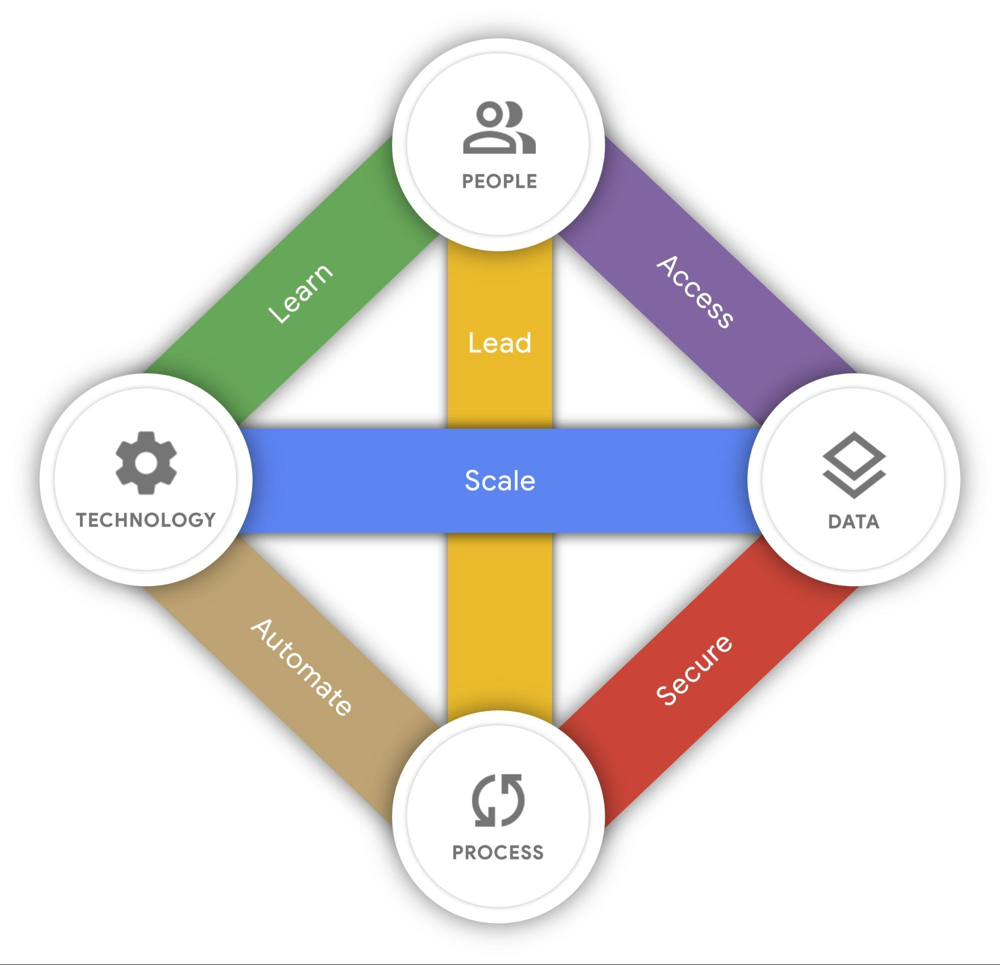 PEOPLE
Learn
Access
Lead
Scale
TECHNOLOGY
DATA
Automate
Secure
PROCESS